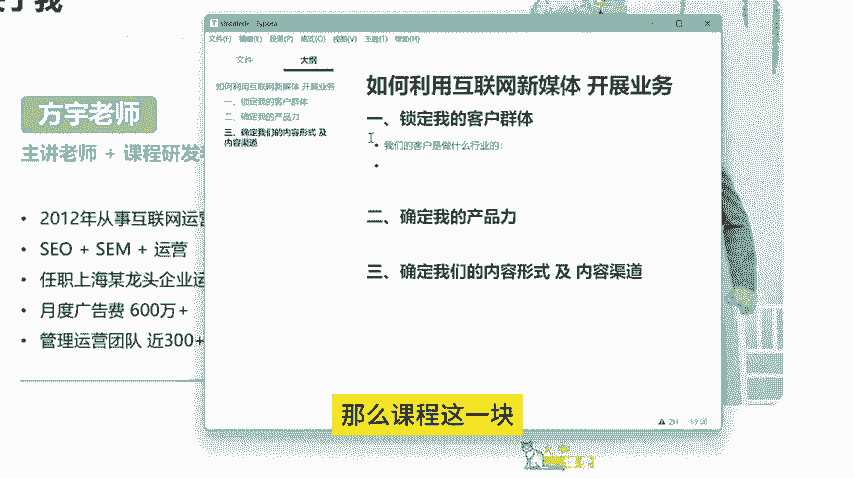 方宇老师
主讲老师 + 课程研发
2012年从事互联网运营
SEO + SEM + 运营
任职上海某龙头企业运
月度广告费 600万+
管理运营团队 近300+
文件(F) 编辑(E) 段落(P) 格式(O) 视图(V) 主题(T) 帮助(H)
文件 大纲
如何利用互联网新媒体 开展业务
一、锁定我的客户群体
二、确定我的产品力
三、确定我们的内容形式 及
内容渠道
如何利用互联网新媒体 开展业务
一、锁定我的客户群体
我们的客户是做什么行业的：
二、确定我的产品力
三、确定我们的内容形式 及 内容渠道
那么课程这一块